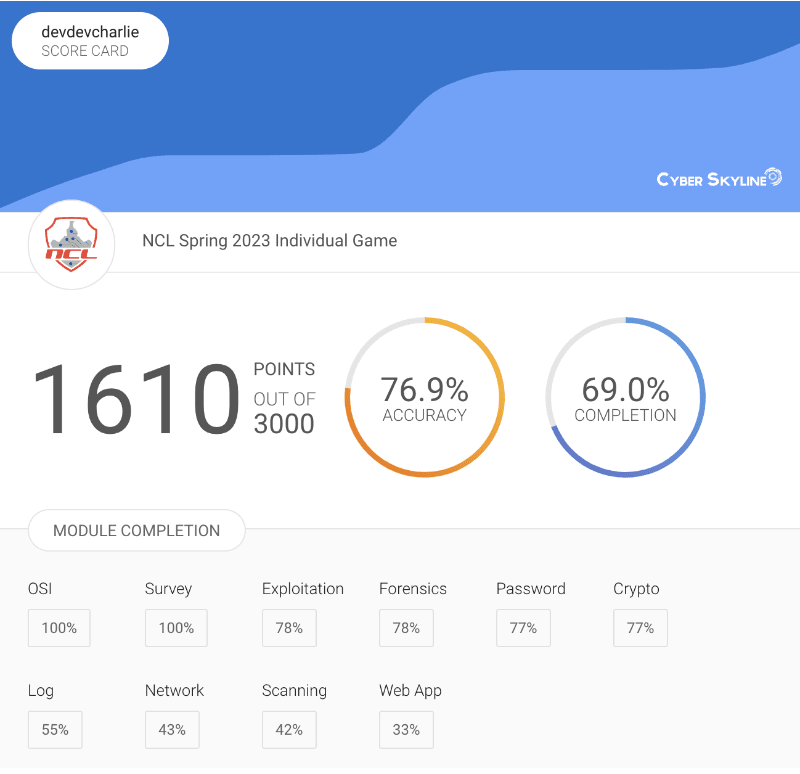 devdevcharlie
SCORE CARD
CYBER SKYLINE
NCL
NCL Spring 2023 Individual Game
1610
POINTS
OUT OF
3000
76.9%
ACCURACY
69.0%
COMPLETION
MODULE COMPLETION
OSI Survey Exploitation Forensics Password Crypto
100% 100% 78% 78% 77% 77%
Log Network Scanning Web App
55% 43% 42% 33%